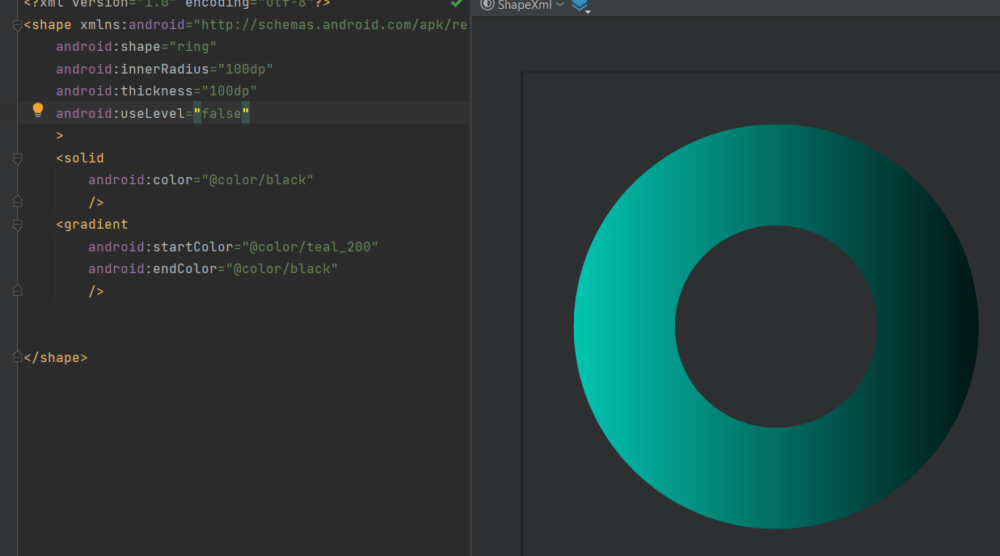 <?xml version="1.0" encoding="utf-8"?>
<shape xmlns:android="http://schemas.android.com/apk/re
android:shape="ring"
android:innerRadius="100dp"
android:thickness="100dp"
android:useLevel="false"
>
<solid
android:color="@color/black"
/>
<gradient
android:startColor="@color/teal_200"
android:endColor="@color/black"
/>
</shape>
ShapeXml